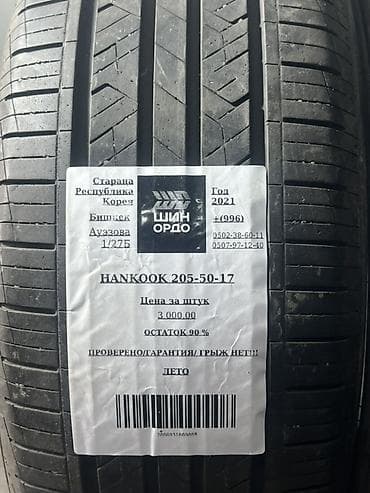 Старана
Республика
Корея
Бишкек
Ауэзова
1/27Б
ШИН
ОРДО
Год
2021
+(996)
0502-38-60-11
0507-97-12-40
HANKOOK 205-50-17
Цена за штук
3 000.00
ОСТАТОК 90 %
ПРОВЕРЕНО/ГАРАНТИЯ/ ГРЫЖ НЕТ!!!
ЛЕТО